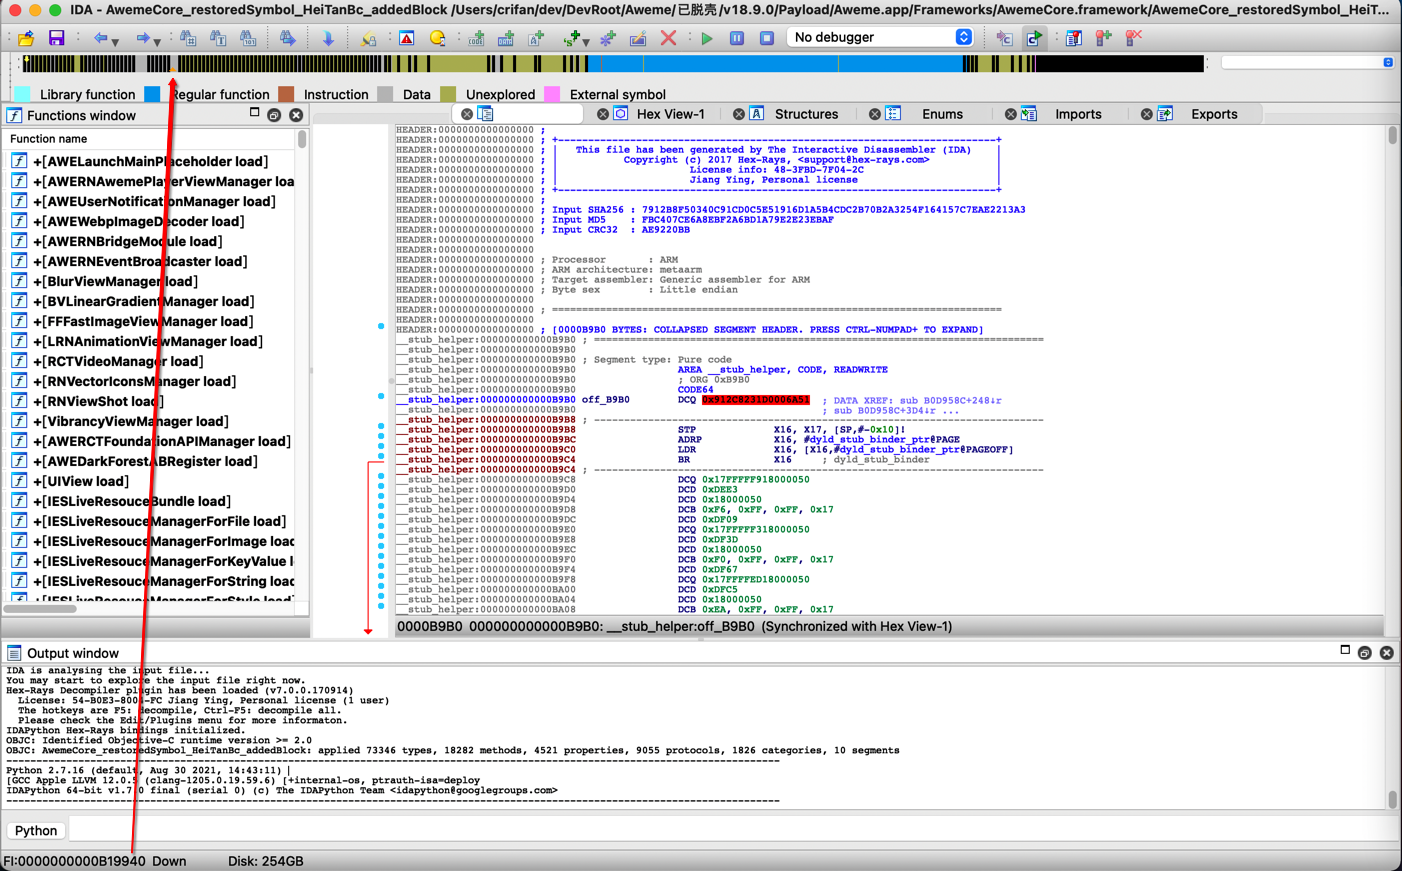 IDA - AwemeCore_restoredSymbol_HeiTanBc_addedBlock /Users/crifan/dev/DevRoot/Aweme/已脱壳/v18.9.0/Payload/Aweme.app/Frameworks/AwemeCore.framework/AwemeCore_restoredSymbol_HeiT...
No debugger
Library function Regular function Instruction Data Unexplored External symbol
Functions window
Hex View-1 Structures Enums Imports Exports
Function name
+[AWELaunchMainPlaceholder load]
+[AWERNAwemePlayerViewManager loa
+[AWEUserNotificationManager load]
+[AWEWebpImageDecoder load]
+[AWERNBridgeModule load]
+[AWERNEventBroadcaster load]
+[BlurViewManager load]
+[BVLinearGradientManager load]
+[FFFastImageViewManager load]
+[LRNAnimationViewManager load]
+[RCTVideoManager load]
+[RNVectorIconsManager load]
+[RNViewShot load]
+[VibrancyViewManager load]
+[AWERCTFoundationAPIManager load]
+[AWEDarkForestABRegister load]
+[UIView load]
+[IESLiveResouceBundle load]
+[IESLiveResouceManagerForFile load]
+[IESLiveResouceManagerForImage load
+[IESLiveResouceManagerForKeyValue l
+[IESLiveResouceManagerForString load
+[IESLiveResouceManagerForStyle load
HEADER:0000000000000000 ;
HEADER:0000000000000000 ; +-------------------------------------------------------------------------+
HEADER:0000000000000000 ; | This file has been generated by The Interactive Disassembler (IDA) |
HEADER:0000000000000000 ; | Copyright (c) 2017 Hex-Rays, <support@hex-rays.com> |
HEADER:0000000000000000 ; | License info: 48-3FBD-7F04-2C |
HEADER:0000000000000000 ; | Jiang Ying, Personal license |
HEADER:0000000000000000 ; +-------------------------------------------------------------------------+
HEADER:0000000000000000 ;
HEADER:0000000000000000 ; Input SHA256 : 7912B8F50340C91CD0C5E51916D1A5B4CDC2B70B2A3254F164157C7EAE2213A3
HEADER:0000000000000000 ; Input MD5 : FBC407CE6A8EBF2A6BD1A79E2E23EBAF
HEADER:0000000000000000 ; Input CRC32 : AE9220BB
HEADER:0000000000000000
HEADER:0000000000000000
HEADER:0000000000000000 ; Processor : ARM
HEADER:0000000000000000 ; ARM architecture: metaarm
HEADER:0000000000000000 ; Target assembler: Generic assembler for ARM
HEADER:0000000000000000 ; Byte sex : Little endian
HEADER:0000000000000000
HEADER:0000000000000000 ; ===========================================================================
HEADER:0000000000000000
HEADER:0000000000000000 ; [0000B9B0 BYTES: COLLAPSED SEGMENT HEADER. PRESS CTRL-NUMPAD+ TO EXPAND]
__stub_helper:000000000000B9B0 ; ===========================================================================
__stub_helper:000000000000B9B0
__stub_helper:000000000000B9B0 ; Segment type: Pure code
__stub_helper:000000000000B9B0 AREA __stub_helper, CODE, READWRITE
__stub_helper:000000000000B9B0 ; ORG 0xB9B0
__stub_helper:000000000000B9B0 CODE64
__stub_helper:000000000000B9B0 off_B9B0 DCQ 0x912C8231D0006A51 ; DATA XREF: sub B0D958C+248↓r
__stub_helper:000000000000B9B0 ; sub B0D958C+3D4↓r ...
__stub_helper:000000000000B9B8 ; ---------------------------------------------------------------------------
__stub_helper:000000000000B9B8 STP X16, X17, [SP,#-0x10]!
__stub_helper:000000000000B9BC ADRP X16, #dyld_stub_binder_ptr@PAGE
__stub_helper:000000000000B9C0 LDR X16, [X16,#dyld_stub_binder_ptr@PAGEOFF]
__stub_helper:000000000000B9C4 BR X16 ; dyld_stub_binder
__stub_helper:000000000000B9C4 ; ---------------------------------------------------------------------------
__stub_helper:000000000000B9C8 DCQ 0x17FFFFF918000050
__stub_helper:000000000000B9D0 DCD 0xDEE3
__stub_helper:000000000000B9D4 DCD 0x18000050
__stub_helper:000000000000B9D8 DCB 0xF6, 0xFF, 0xFF, 0x17
__stub_helper:000000000000B9DC DCD 0xDF09
__stub_helper:000000000000B9E0 DCQ 0x17FFFFF318000050
__stub_helper:000000000000B9E8 DCD 0xDF3D
__stub_helper:000000000000B9EC DCD 0x18000050
__stub_helper:000000000000B9F0 DCB 0xF0, 0xFF, 0xFF, 0x17
__stub_helper:000000000000B9F4 DCD 0xDF67
__stub_helper:000000000000B9F8 DCQ 0x17FFFFED18000050
__stub_helper:000000000000BA00 DCD 0xDFC5
__stub_helper:000000000000BA04 DCD 0x18000050
__stub_helper:000000000000BA08 DCB 0xEA, 0xFF, 0xFF, 0x17
0000B9B0 000000000000B9B0: __stub_helper:off_B9B0 (Synchronized with Hex View-1)
Output window
IDA is analysing the input file...
You may start to explore the input file right now.
Hex-Rays Decompiler plugin has been loaded (v7.0.0.170914)
License: 54-B0E3-8004-FC Jiang Ying, Personal license (1 user)
The hotkeys are F5: decompile, Ctrl-F5: decompile all.
Please check the Edit/Plugins menu for more informaton.
IDAPython Hex-Rays bindings initialized.
OBJC: Identified Objective-C runtime version >= 2.0
OBJC: AwemeCore_restoredSymbol_HeiTanBc_addedBlock: applied 73346 types, 18282 methods, 4521 properties, 9055 protocols, 1826 categories, 10 segments
Python 2.7.16 (default, Aug 30 2021, 14:43:11)
[GCC Apple LLVM 12.0.5 (clang-1205.0.19.59.6) [+internal-os, ptrauth-isa=deploy
IDAPython 64-bit v1.7.0 final (serial 0) (c) The IDAPython Team <idapython@googlegroups.com>
Python
FI:0000000000B19940 Down Disk: 254GB